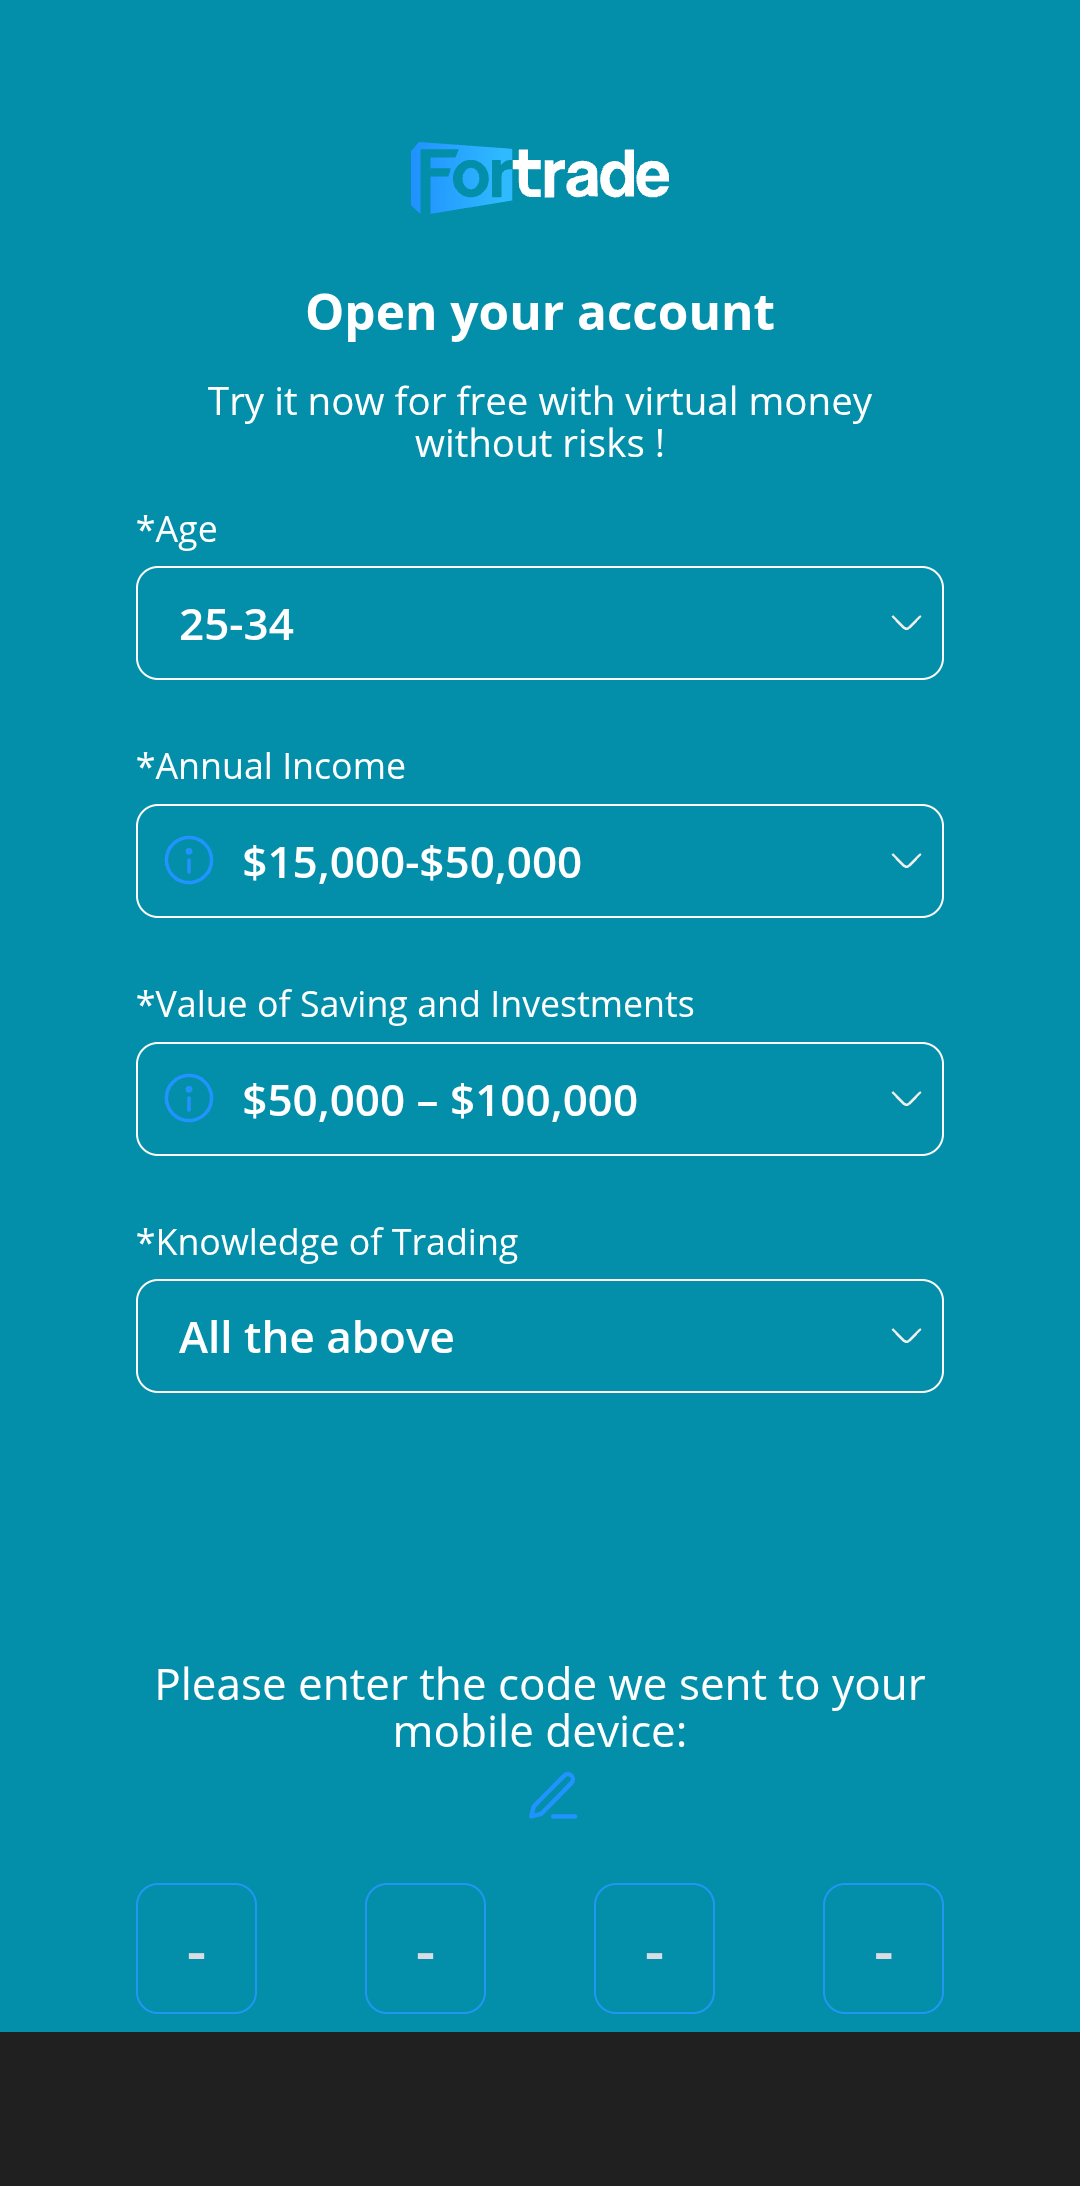 Fortrade
Open your account
Try it now for free with virtual money
without risks !
*Age
25-34
*Annual Income
$15,000-$50,000
*Value of Saving and Investments
$50,000 – $100,000
*Knowledge of Trading
All the above
Please enter the code we sent to your
mobile device:
- - - -